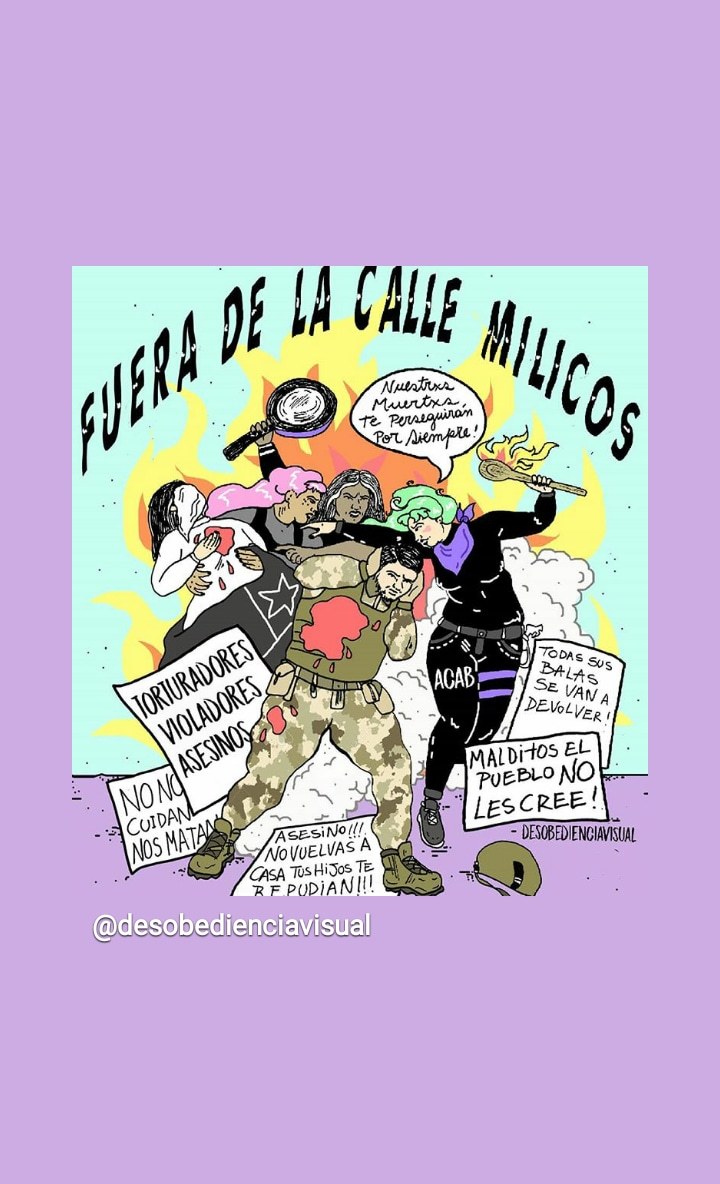 FUERA DE LA CALLE MILICOS
Nuestrxs
Muertxs
te Perseguirán
Por Siempre!
ACAB
TORTURADORES
VIOLADORES
ASESINOS
NO NO
CUIDAN
NOS MATAN
TODAS SUS
BALAS
SE VAN A
DEVOLVER!
MALDITOS EL
PUEBLO NO
LES CREE!
- DESOBEDIENCIAVISUAL
ASESINO!!!
NO VUELVAS A
CASA TUS HIJOS TE
REPUDIAN!!!
@desobedienciavisual